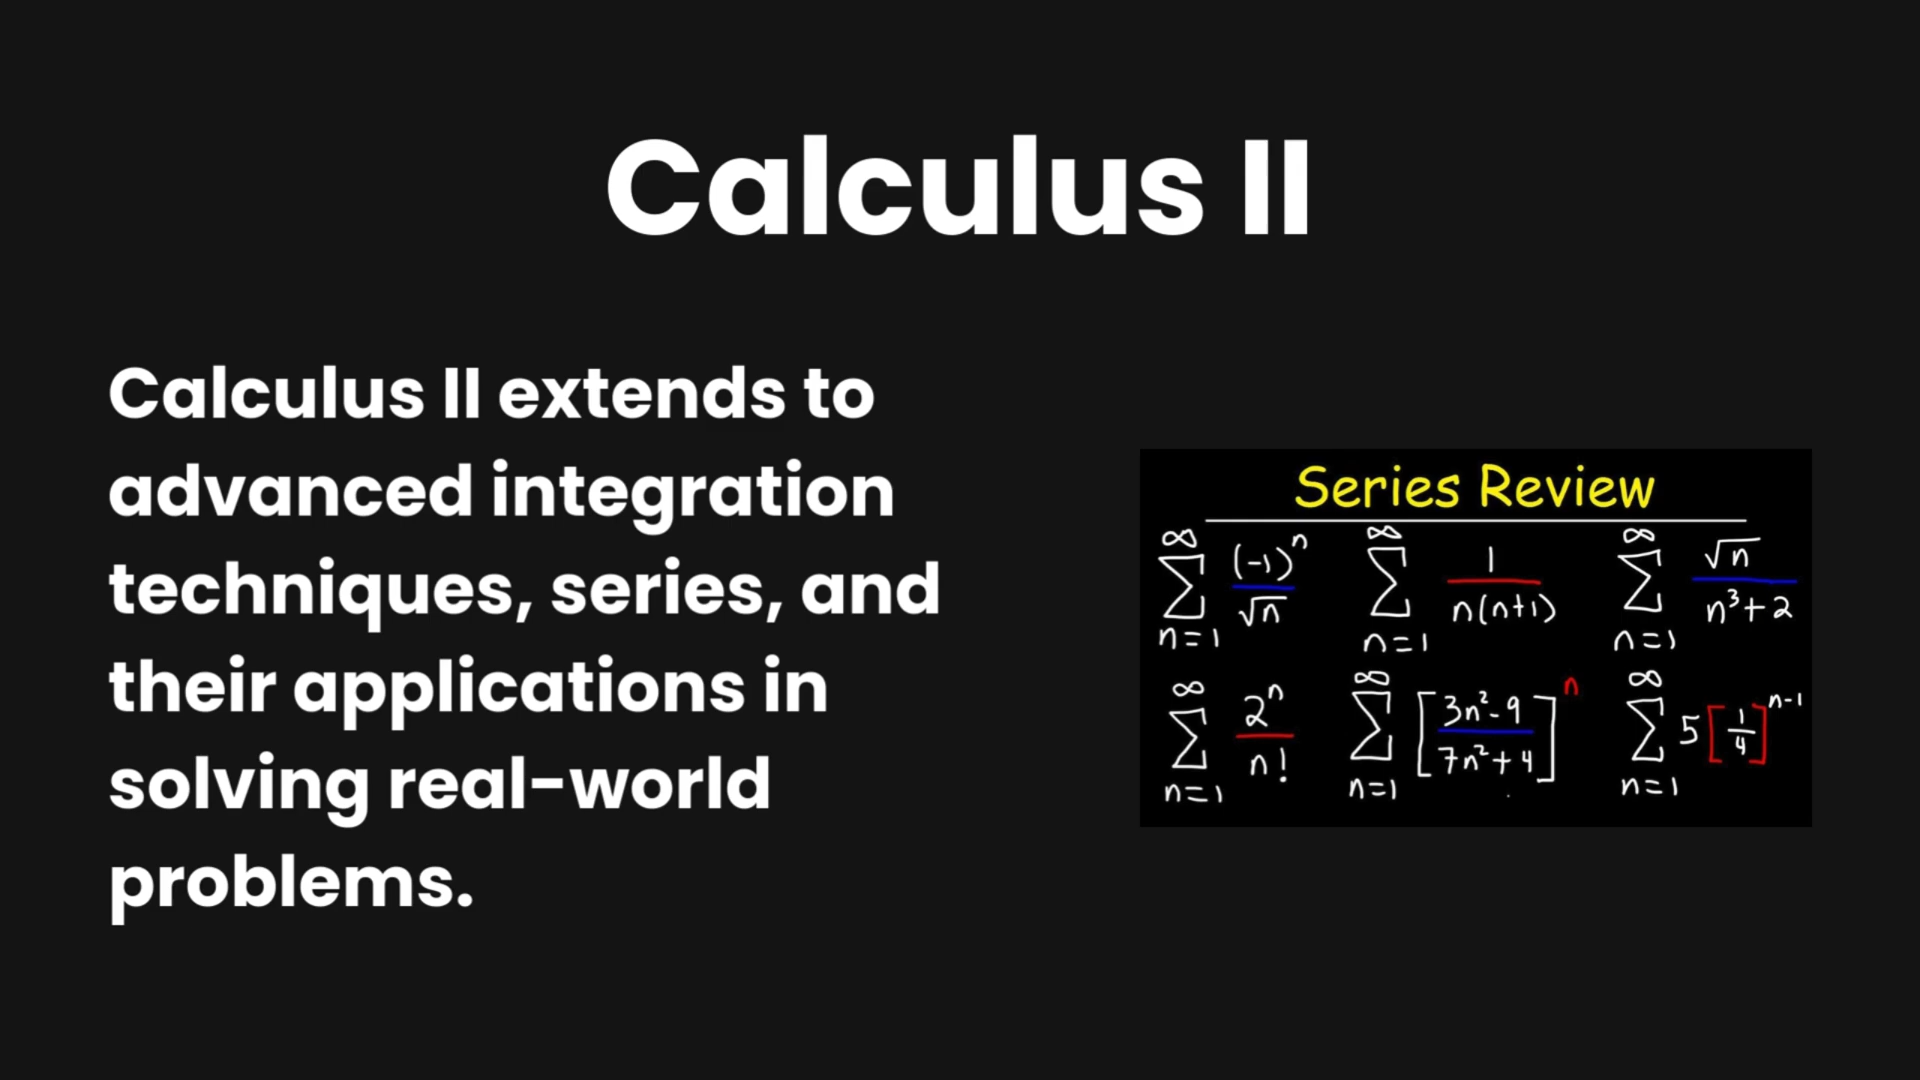 Calculus II
Calculus II extends to
advanced integration
techniques, series, and
their applications in
solving real-world
problems.
Series Review
∞ ∑ n=1 (-1)^n / √n
∞ ∑ n=1 1 / n(n+1)
∞ ∑ n=1 √n / n³+2
∞ ∑ n=1 2^n / n!
∞ ∑ n=1 [3n²-9 / 7n²+4]^n
∞ ∑ n=1 5[1/4]^n-1